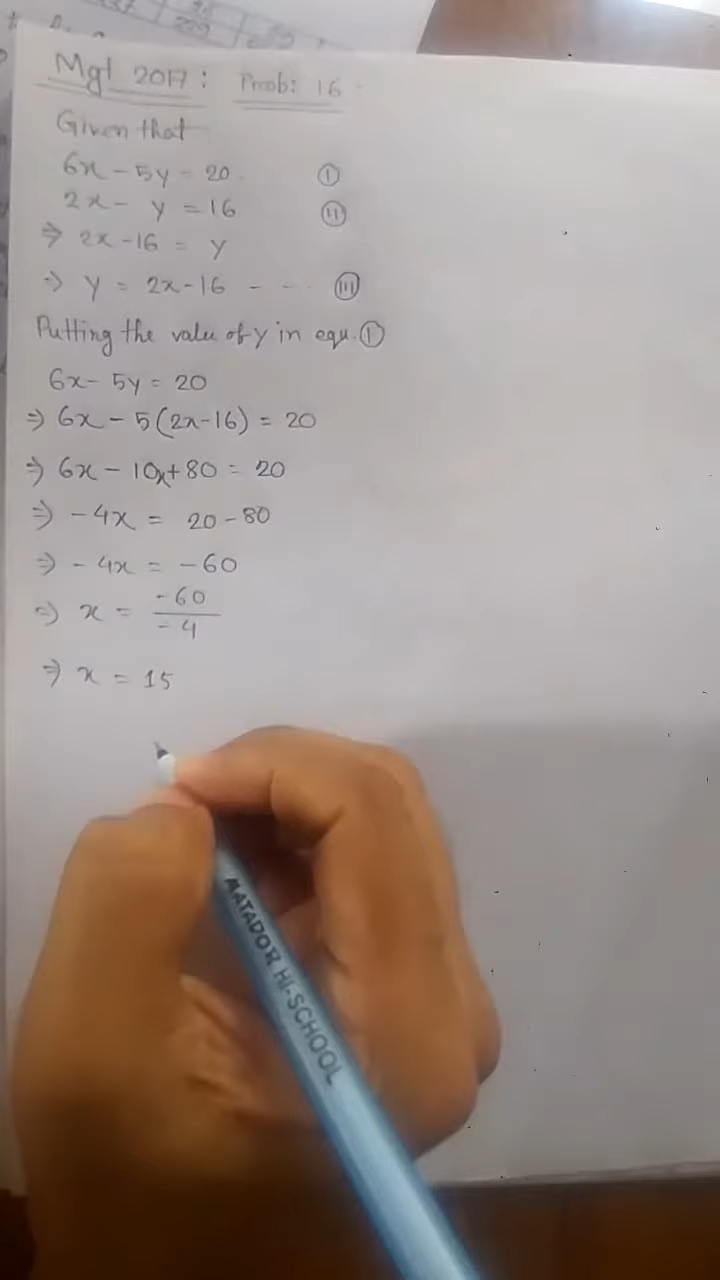 Mgt 2017: Prob: 16
Given that
6x - 5y = 20 (I)
2x - y = 16 (II)
⇒ 2x - 16 = y
⇒ y = 2x - 16 - - - (III)
Putting the value of y in equ. (I)
6x - 5y = 20
⇒ 6x - 5(2x - 16) = 20
⇒ 6x - 10x + 80 = 20
⇒ -4x = 20 - 80
⇒ -4x = -60
⇒ x = -60 / -4
⇒ x = 15
MATADOR HI-SCHOOL